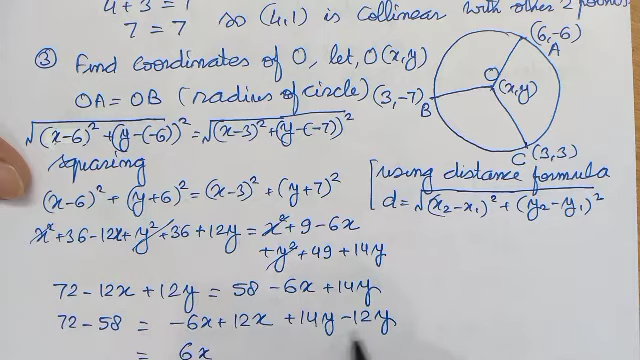 4 + 3 = 7
7 = 7 so (4,1) is collinear with other 2 points
③ Find coordinates of O, let, O(x,y)
OA = OB (radius of circle)
(6,-6)
A
O
(x,y)
(3,-7)
B
C (3,3)
√(x-6)² + (y-(-6))² = √(x-3)² + (y-(-7))²
squaring
(x-6)² + (y+6)² = (x-3)² + (y+7)²
[using distance formula
d = √(x₂-x₁)² + (y₂-y₁)²
x² + 36 - 12x + y² + 36 + 12y = x² + 9 - 6x
+ y² + 49 + 14y
72 - 12x + 12y = 58 - 6x + 14y
72 - 58 = -6x + 12x + 14y - 12y
= 6x